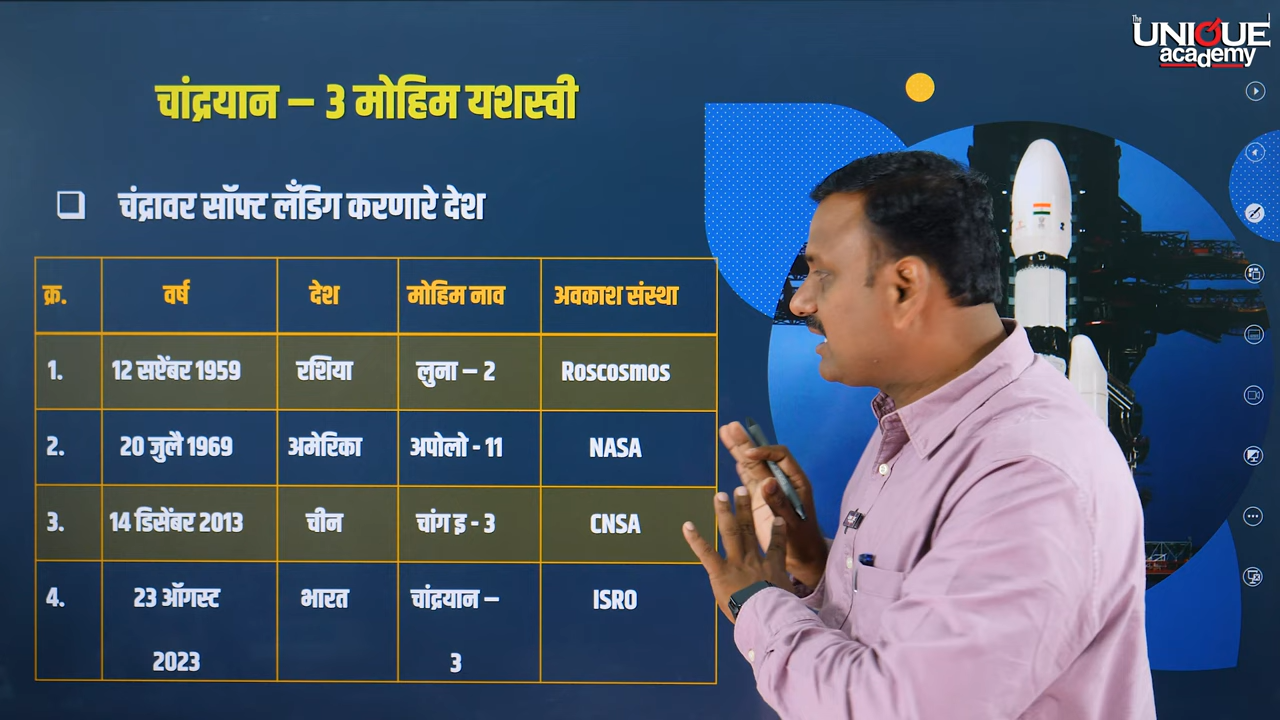 The
UNIQUE
academy
चांद्रयान – 3 मोहिम यशस्वी
❑ चंद्रावर सॉफ्ट लँडिग करणारे देश
क्र. वर्ष देश मोहिम नाव अवकाश संस्था
1. 12 सप्टेंबर 1959 रशिया लुना – 2 Roscosmos
2. 20 जुलै 1969 अमेरिका अपोलो - 11 NASA
3. 14 डिसेंबर 2013 चीन चांग इ - 3 CNSA
4. 23 ऑगस्ट भारत चांद्रयान – ISRO
2023 3